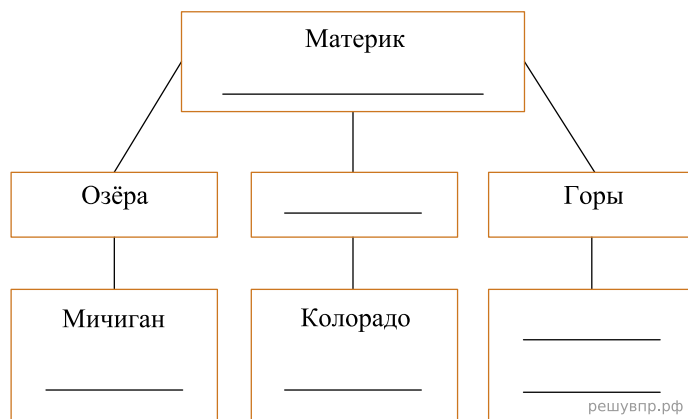 Материк
Озёра
Горы
Мичиган
Колорадо
решувпр.рф